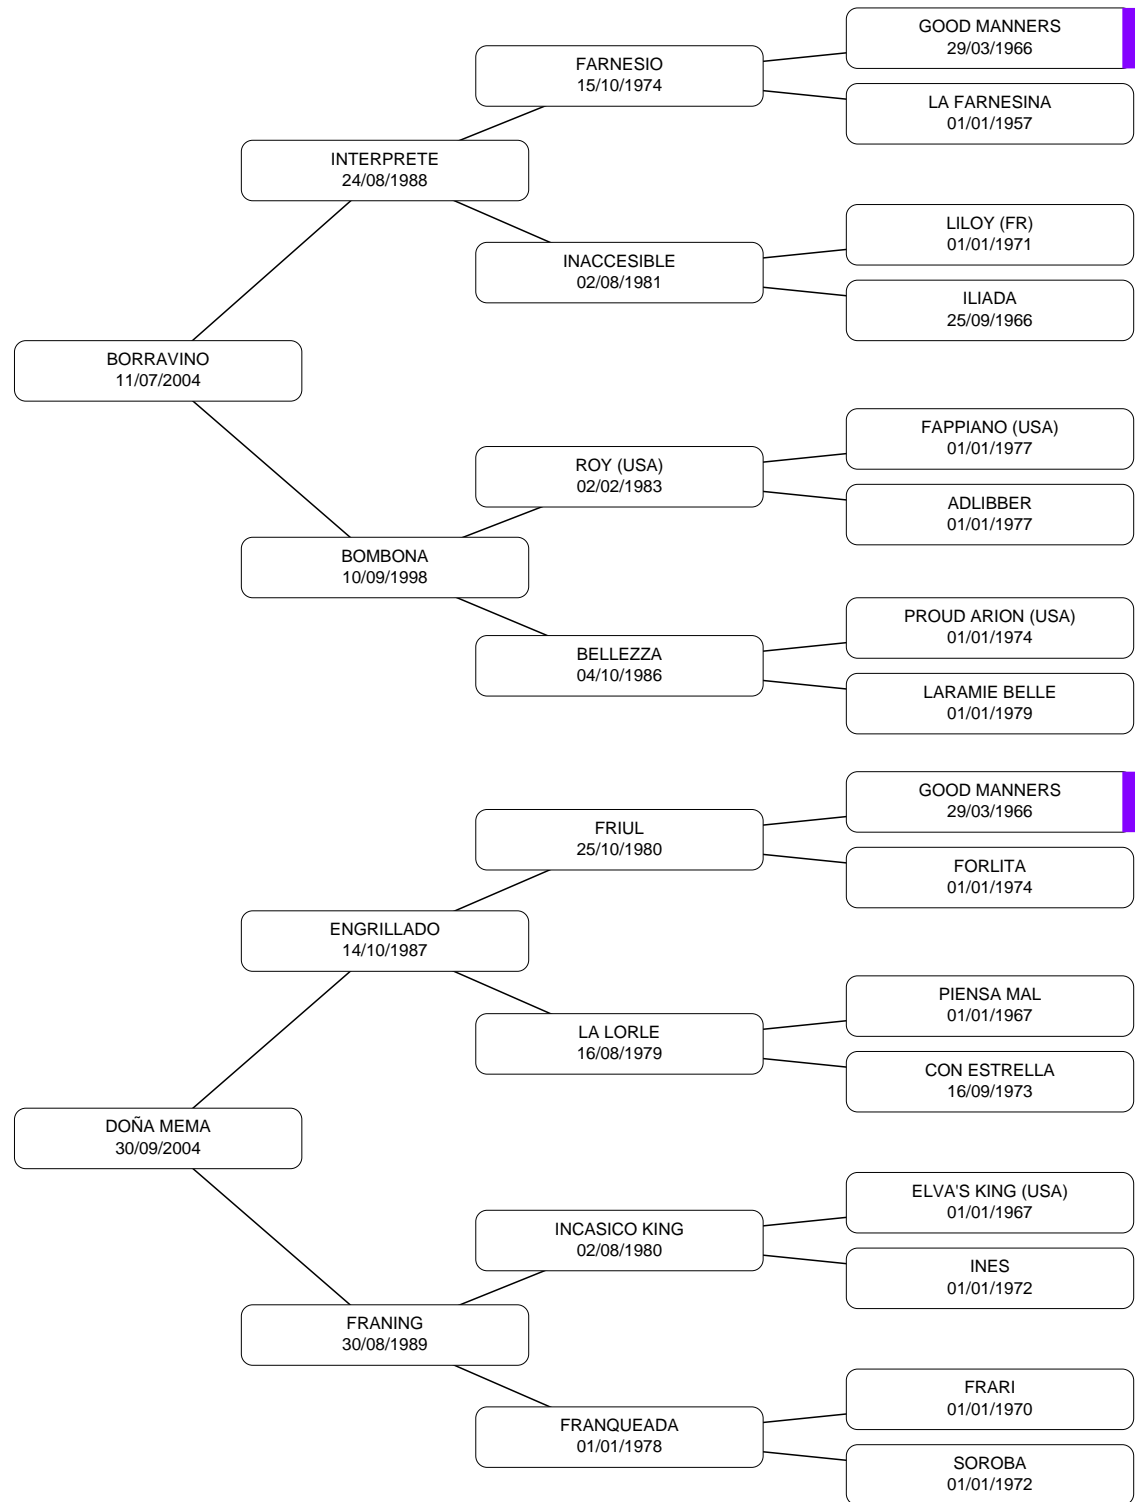 GOOD MANNERS
29/03/1966
FARNESIO
15/10/1974
LA FARNESINA
01/01/1957
INTERPRETE
24/08/1988
LILOY (FR)
01/01/1971
INACCESIBLE
02/08/1981
ILIADA
25/09/1966
BORRAVINO
11/07/2004
FAPPIANO (USA)
01/01/1977
ROY (USA)
02/02/1983
ADLIBBER
01/01/1977
BOMBONA
10/09/1998
PROUD ARION (USA)
01/01/1974
BELLEZZA
04/10/1986
LARAMIE BELLE
01/01/1979
GOOD MANNERS
29/03/1966
FRIUL
25/10/1980
FORLITA
01/01/1974
ENGRILLADO
14/10/1987
PIENSA MAL
01/01/1967
LA LORLE
16/08/1979
CON ESTRELLA
16/09/1973
DOÑA MEMA
30/09/2004
ELVA'S KING (USA)
01/01/1967
INCASICO KING
02/08/1980
INES
01/01/1972
FRANING
30/08/1989
FRARI
01/01/1970
FRANQUEADA
01/01/1978
SOROBA
01/01/1972